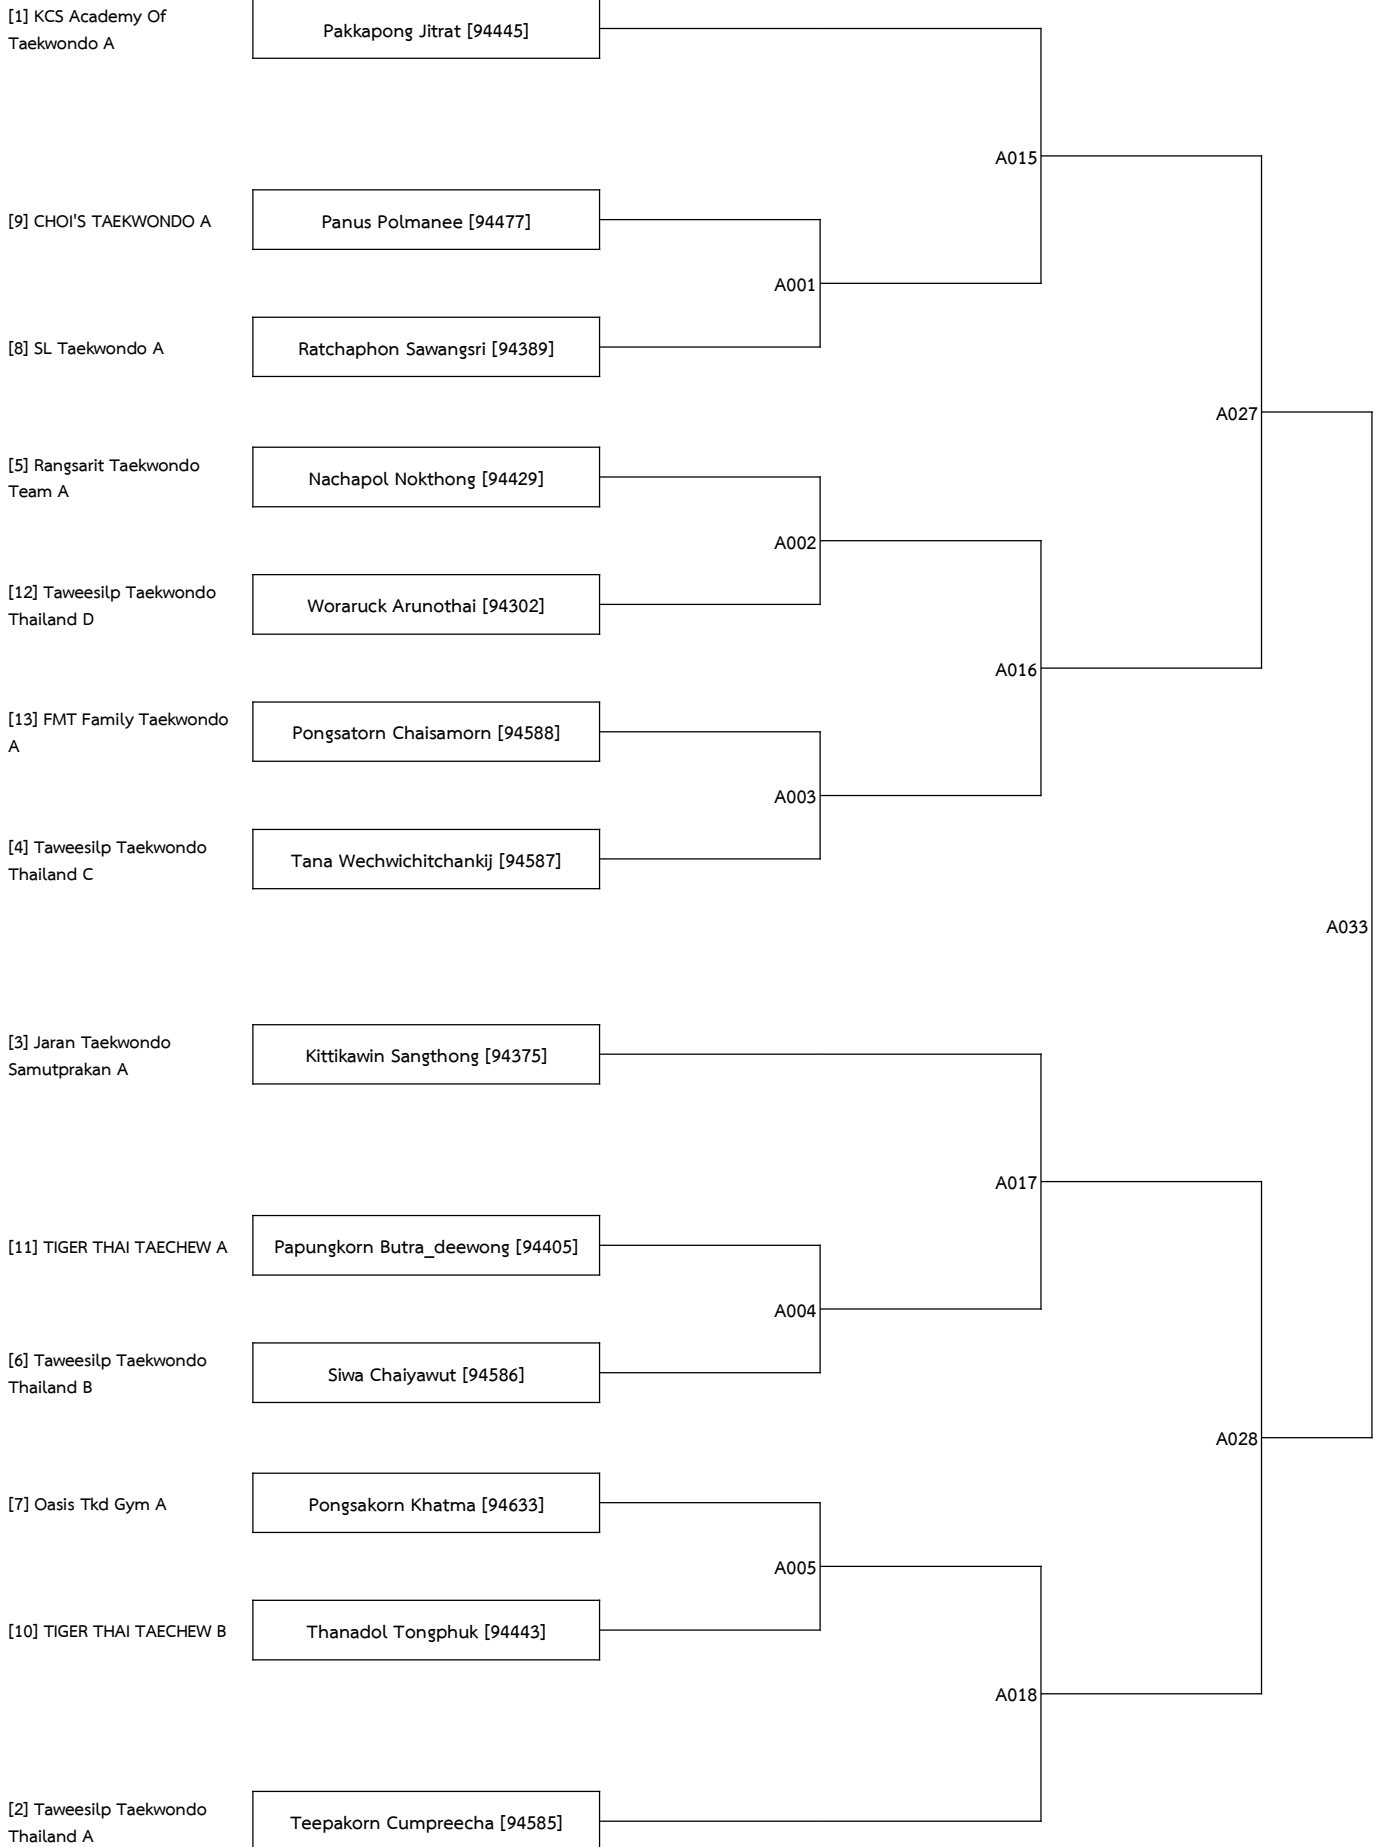 [1] KCS Academy Of
Taekwondo A
Pakkapong Jitrat [94445]
A015
[9] CHOI'S TAEKWONDO A
Panus Polmanee [94477]
A001
[8] SL Taekwondo A
Ratchaphon Sawangsri [94389]
A027
[5] Rangsarit Taekwondo
Team A
Nachapol Nokthong [94429]
A002
[12] Taweesilp Taekwondo
Thailand D
Woraruck Arunothai [94302]
A016
[13] FMT Family Taekwondo
A
Pongsatorn Chaisamorn [94588]
A003
[4] Taweesilp Taekwondo
Thailand C
Tana Wechwichitchankij [94587]
A033
[3] Jaran Taekwondo
Samutprakan A
Kittikawin Sangthong [94375]
A017
[11] TIGER THAI TAECHEW A
Papungkorn Butra_deewong [94405]
A004
[6] Taweesilp Taekwondo
Thailand B
Siwa Chaiyawut [94586]
A028
[7] Oasis Tkd Gym A
Pongsakorn Khatma [94633]
A005
[10] TIGER THAI TAECHEW B
Thanadol Tongphuk [94443]
A018
[2] Taweesilp Taekwondo
Thailand A
Teepakorn Cumpreecha [94585]